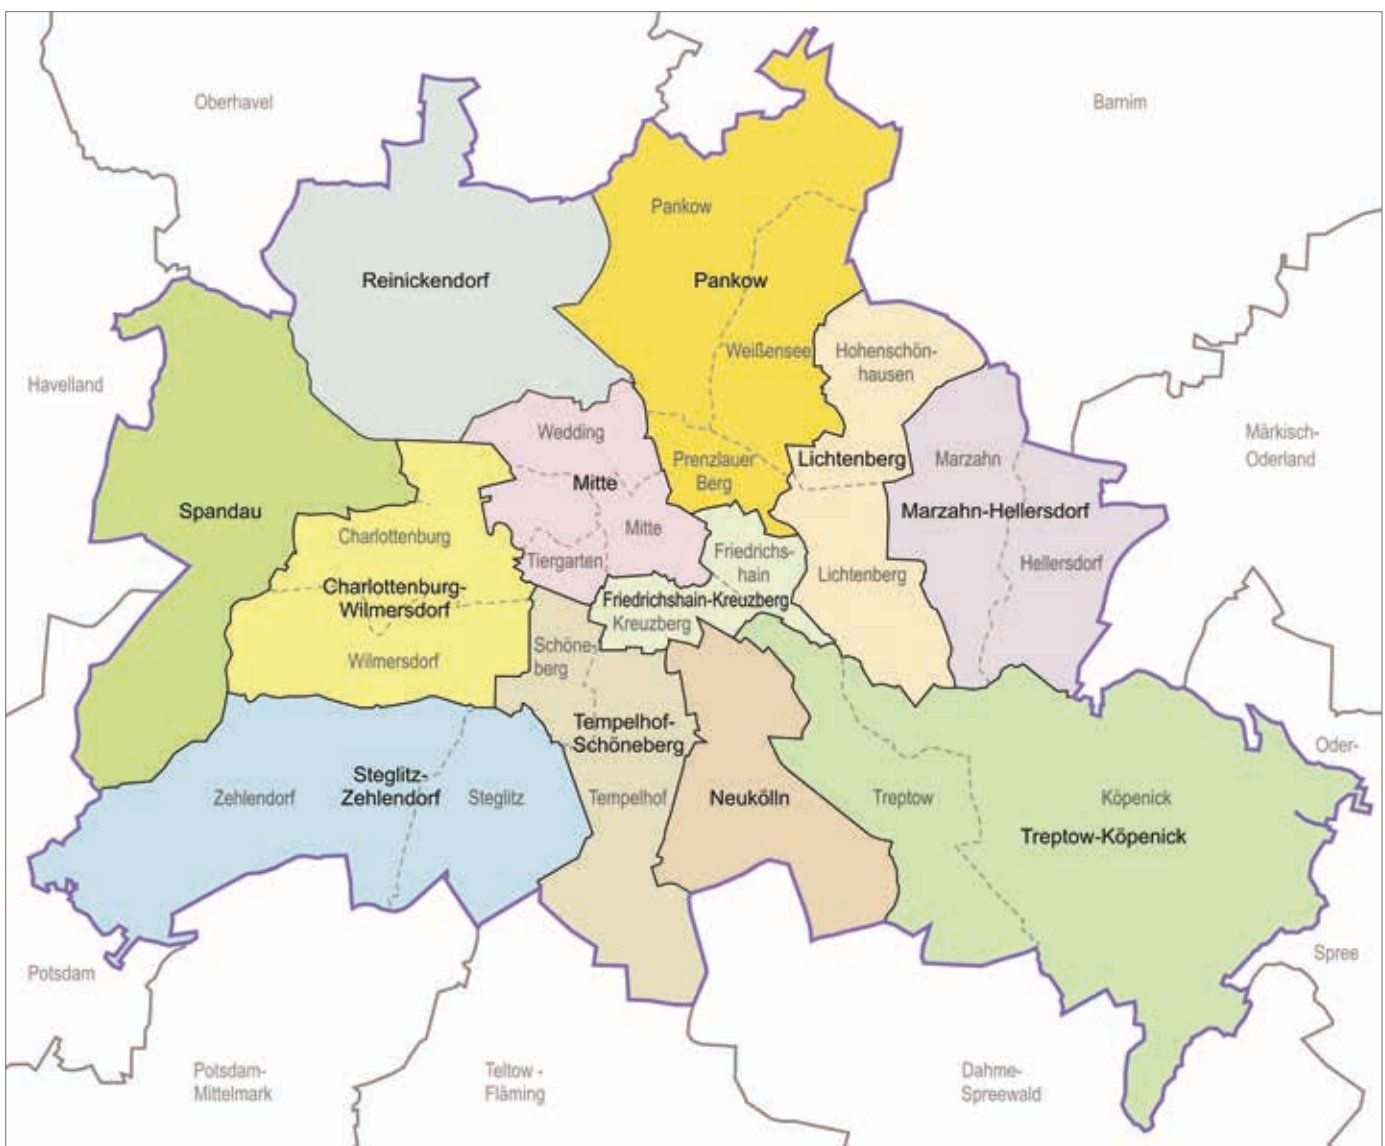 Oberhavel
Barnim
Pankow
Reinickendorf
Pankow
Weißensee
Hohenschön-
hausen
Havelland
Wedding
Märkisch-
Oderland
Prenzlauer
Berg
Lichtenberg
Marzahn
Mitte
Spandau
Marzahn-Hellersdorf
Charlottenburg
Mitte
Friedrichs-
hain
Tiergarten
Lichtenberg
Hellersdorf
Charlottenburg-
Wilmersdorf
Friedrichshain-Kreuzberg
Kreuzberg
Wilmersdorf
Schöne-
berg
Tempelhof-
Schöneberg
Oder-
Steglitz-
Zehlendorf
Zehlendorf
Steglitz
Tempelhof
Neukölln
Treptow
Köpenick
Treptow-Köpenick
Spree
Potsdam
Potsdam-
Mittelmark
Teltow -
Fläming
Dahme-
Spreewald